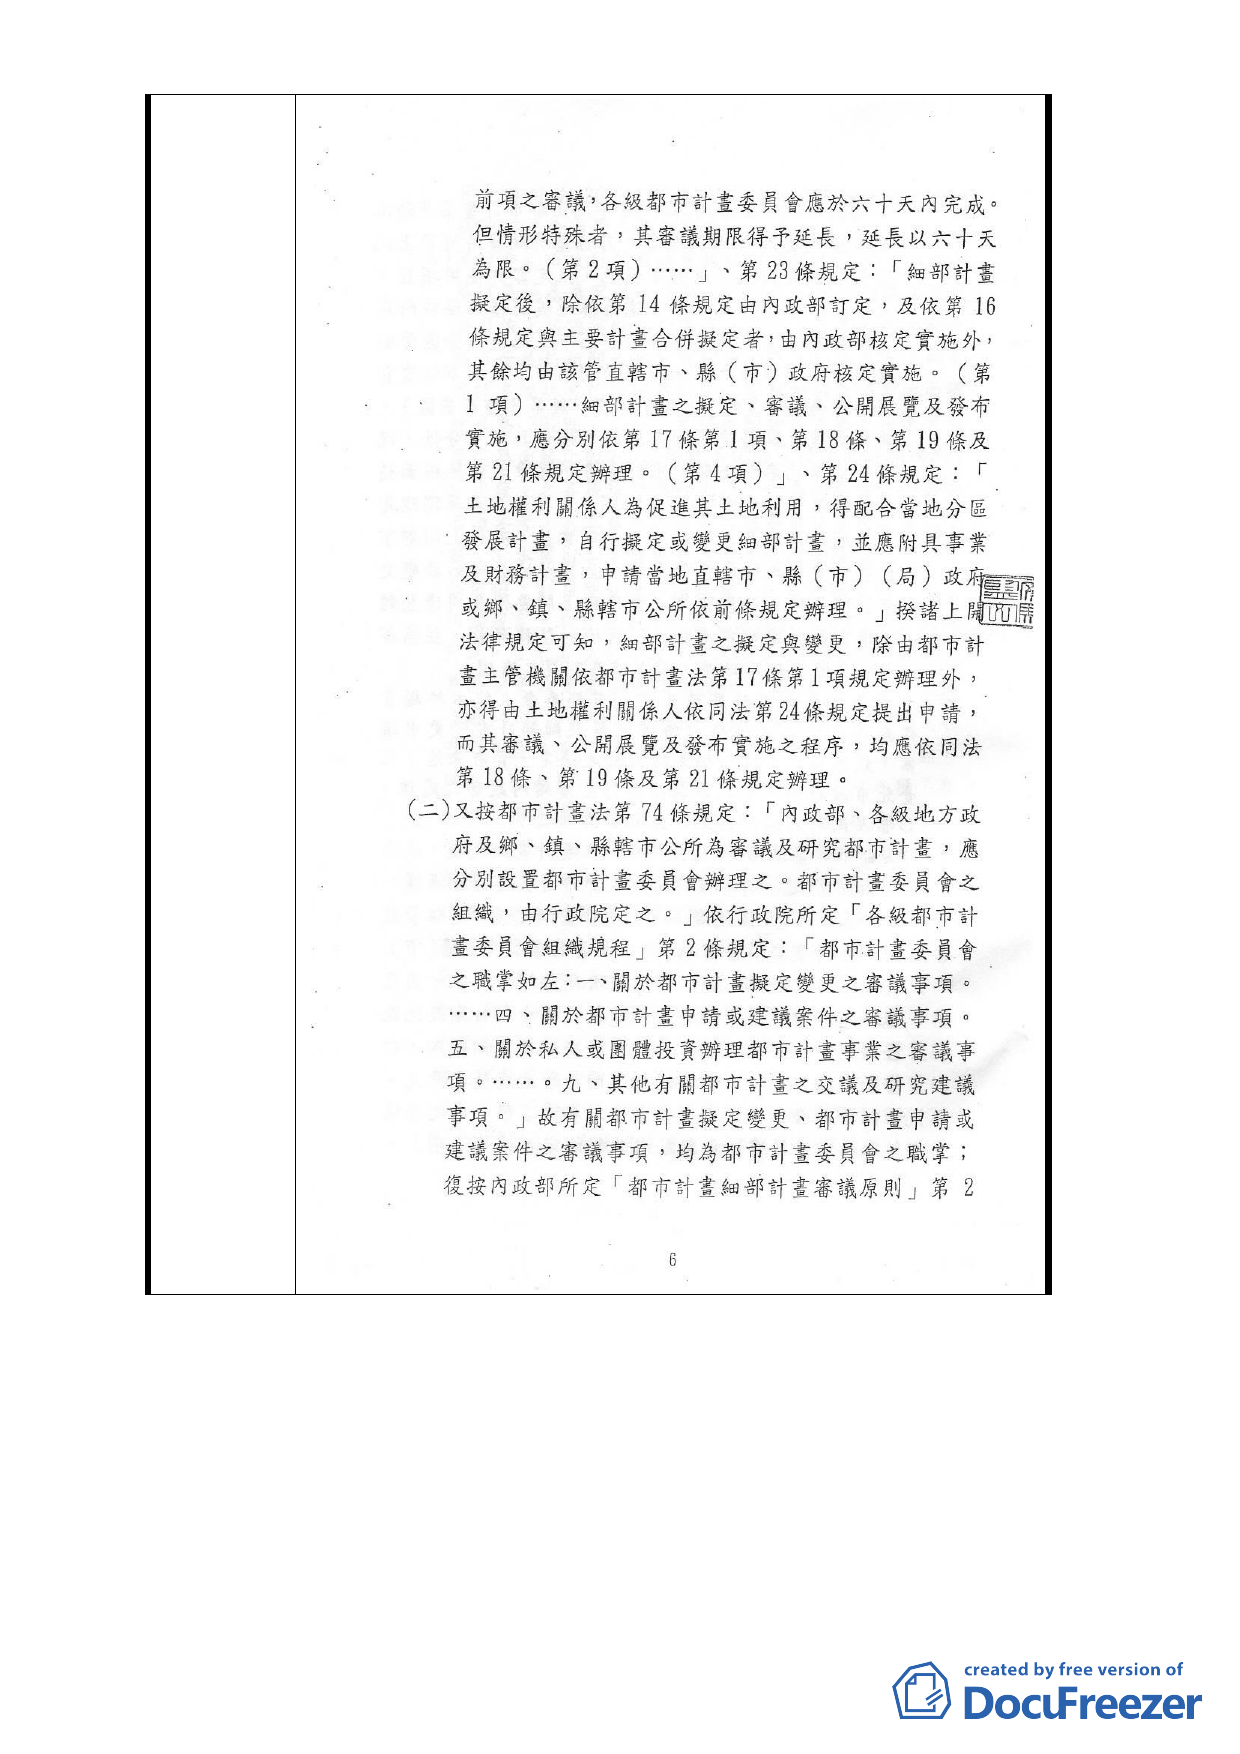 前項之審議，各級都市計畫委員會應於六十天內完成。
但情形特殊者，其審議期限得予延長，延長以六十天
為限。（第2項）……」、第23條規定：「細部計畫
擬定後，除依第14條規定由內政部訂定，及依第16
條規定與主要計畫合併擬定者，由內政部核定實施外，
其餘均由該管直轄市、縣（市）政府核定實施。（第
1項）……細部計畫之擬定、審議、公開展覽及發布
實施，應分別依第17條第1項、第18條、第19條及
第21條規定辦理。（第4項）」、第24條規定：「
土地權利關係人為促進其土地利用，得配合當地分區
發展計畫，自行擬定或變更細部計畫，並應附具事業
及財務計畫，申請當地直轄市、縣（市）（局）政府
或鄉、鎮、縣轄市公所依前條規定辦理。」揆諸上開
法律規定可知，細部計畫之擬定與變更，除由都市計
畫主管機關依都市計畫法第17條第1項規定辦理外，
亦得由土地權利關係人依同法第24條規定提出申請，
而其審議、公開展覽及發布實施之程序，均應依同法
第18條、第19條及第21條規定辦理。
（二）又按都市計畫法第74條規定：「內政部、各級地方政
府及鄉、鎮、縣轄市公所為審議及研究都市計畫，應
分別設置都市計畫委員會辦理之。都市計畫委員會之
組織，由行政院定之。」依行政院所定「各級都市計
畫委員會組織規程」第2條規定：「都市計畫委員會
之職掌如左：一、關於都市計畫擬定變更之審議事項。
……四、關於都市計畫申請或建議案件之審議事項。
五、關於私人或團體投資辦理都市計畫事業之審議事
項。……。九、其他有關都市計畫之交議及研究建議
事項。」故有關都市計畫擬定變更、都市計畫申請或
建議案件之審議事項，均為都市計畫委員會之職掌；
復按內政部所定「都市計畫細部計畫審議原則」第 2
6
created by free version of
DocuFreezer